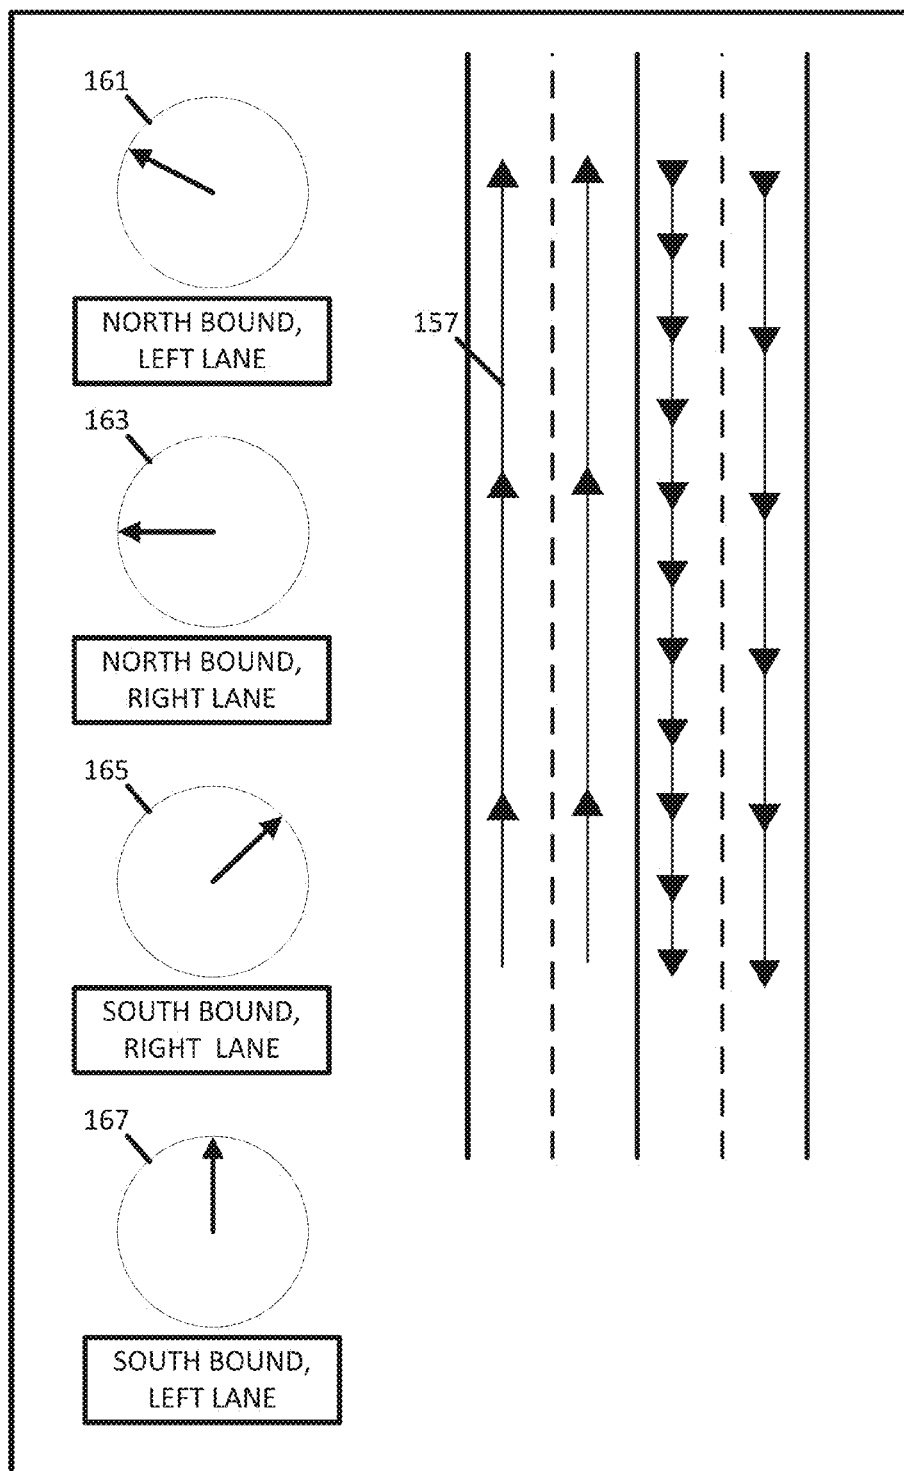 161
NORTH BOUND,
LEFT LANE
157
163
NORTH BOUND,
RIGHT LANE
165
SOUTH BOUND,
RIGHT LANE
167
SOUTH BOUND,
LEFT LANE